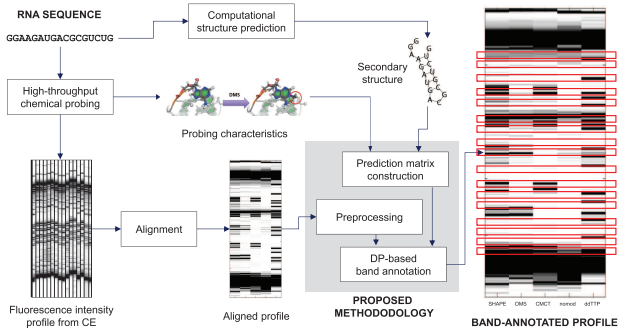 RNA SEQUENCE
GGAAGAUGACGCGUCUG
Computational
structure prediction
G
G U
A C
A U
G G
A C
U G
G C
A
Secondary
structure
High-throughput
chemical probing
DMS
Probing characteristics
Prediction matrix
construction
Preprocessing
Alignment
DP-based
band annotation
PROPOSED
METHODODLOGY
Fluorescence intensity
profile from CE
Aligned profile
SHAPE DMS CMCT nomod ddTTP
BAND-ANNOTATED PROFILE